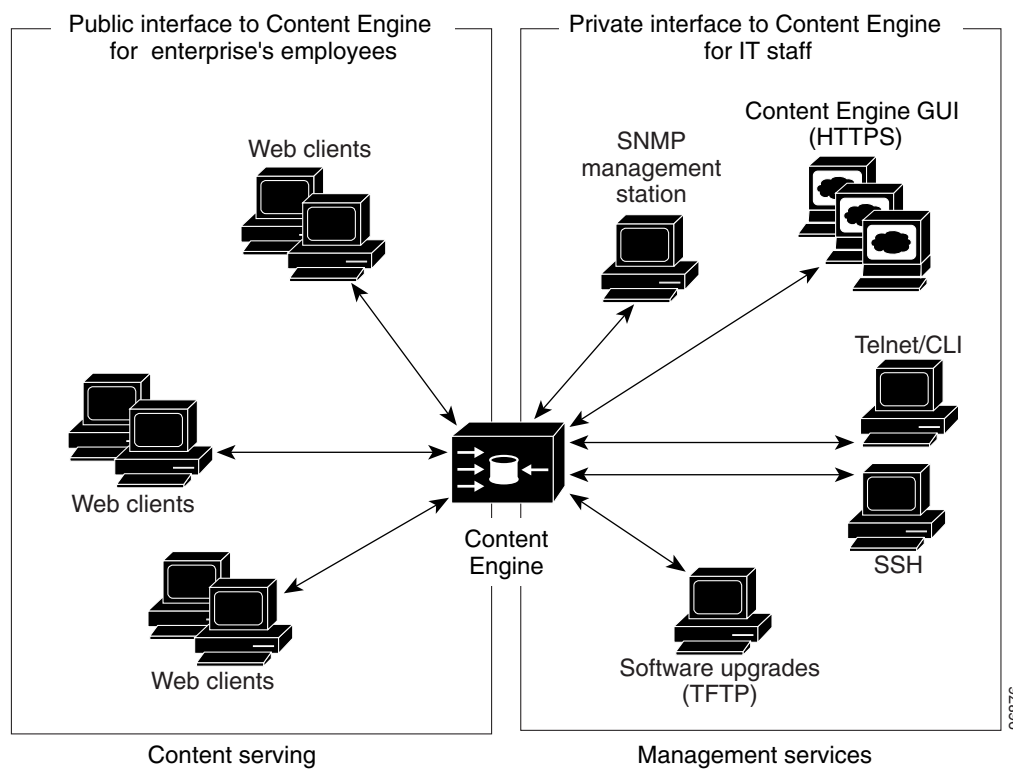 Public interface to Content Engine
for enterprise's employees
Private interface to Content Engine
for IT staff
Web clients
SNMP
management
station
Content Engine GUI
(HTTPS)
Telnet/CLI
Web clients
Content
Engine
SSH
Web clients
Software upgrades
(TFTP)
Content serving
Management services